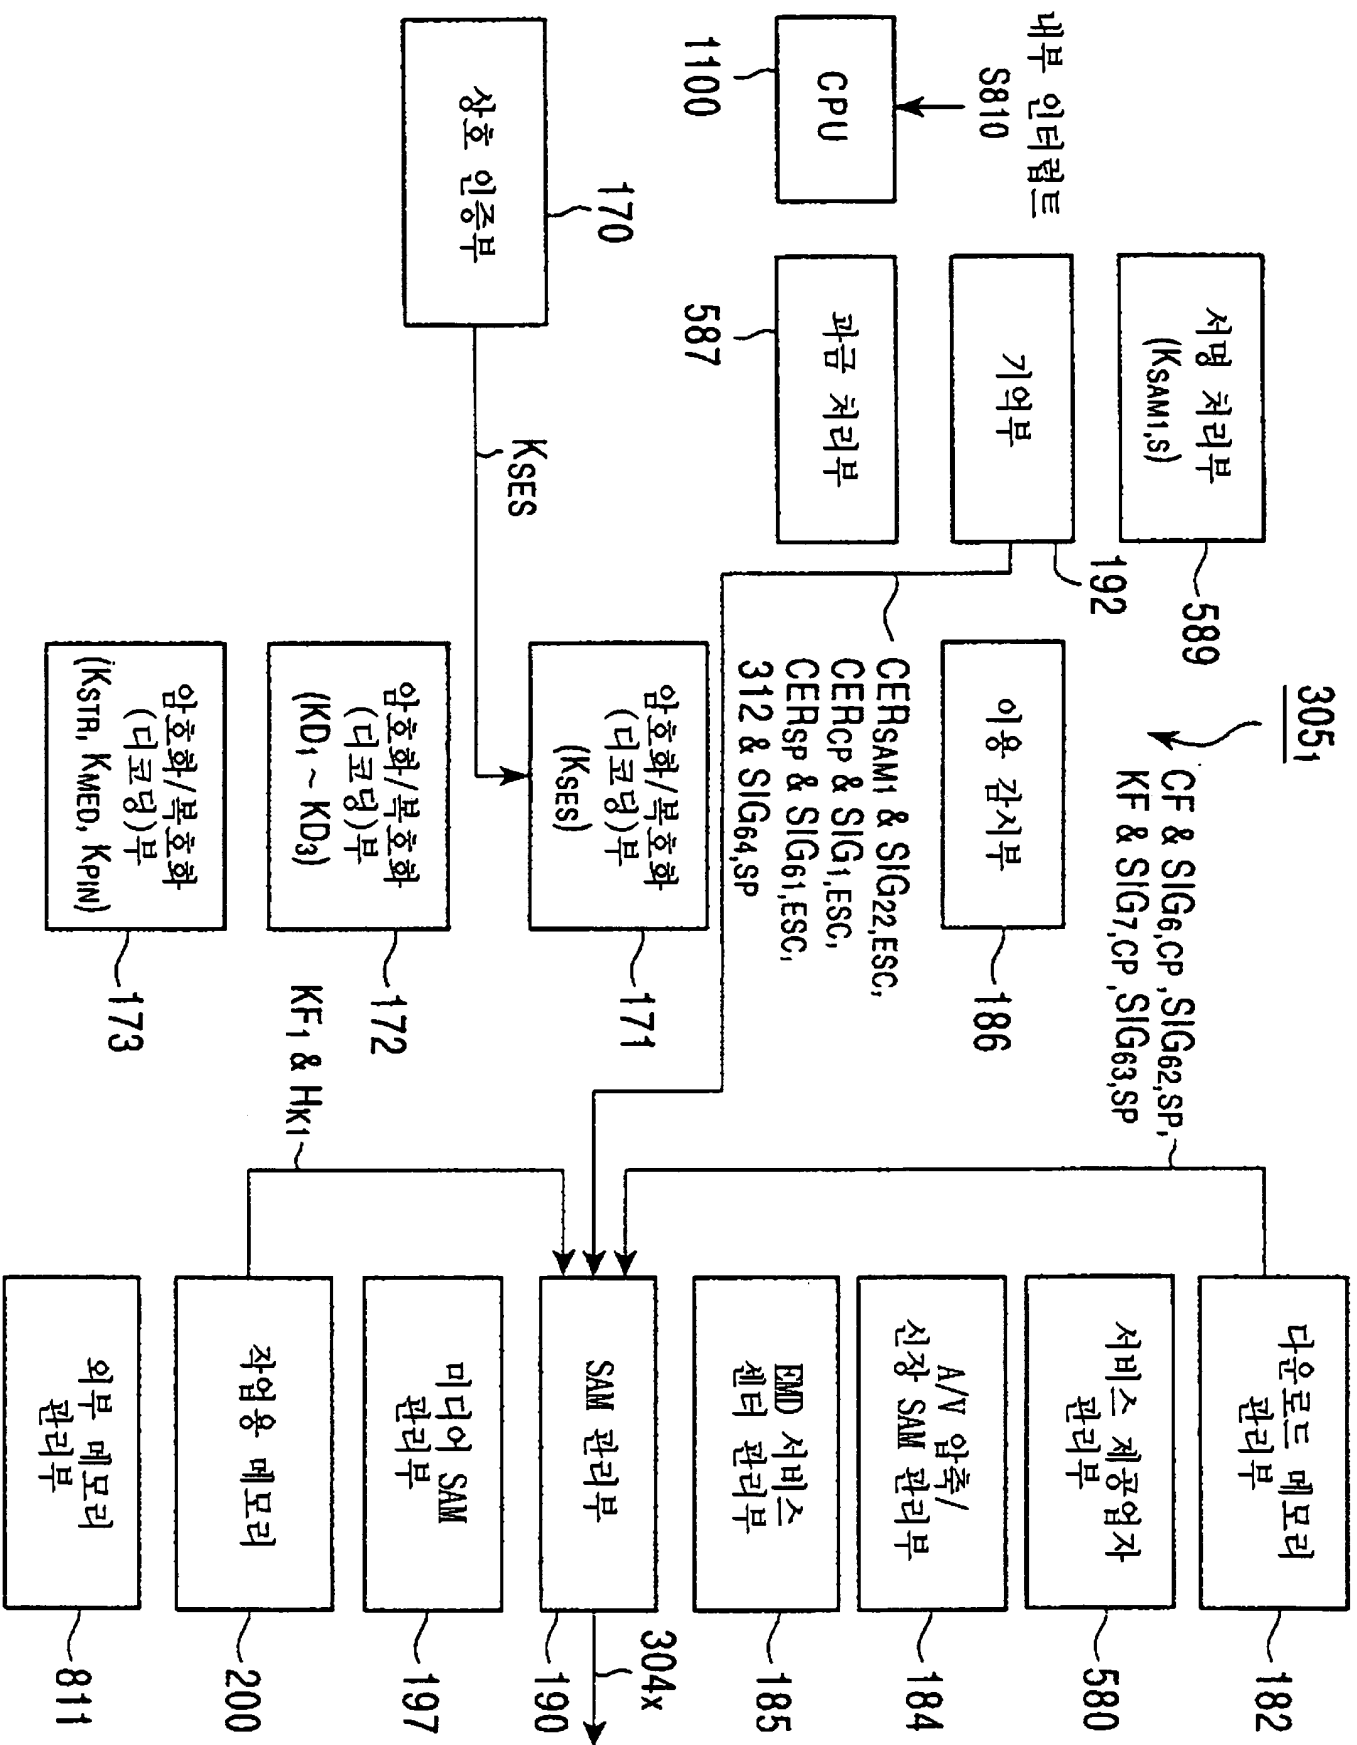 305₁
다운로드 메모리
관리부
182
서비스 제공업자
관리부
580
A/V 압축/
신장 SAM 관리부
184
EMD 서비스
센터 관리부
185
SAM 관리부
190
304x
미디어 SAM
관리부
197
작업용 메모리
200
외부 메모리
관리부
811
CF & SIG6,CP,SIG62,SP,
KF & SIG7,CP,SIG63,SP
KF₁ & HK1
서명 처리부
(KSAM1,S)
589
기억부
192
이용 감시부
186
CERSAM1 & SIG22,ESC,
CERCP & SIG1,ESC,
CERSP & SIG61,ESC,
312 & SIG64,SP
과금 처리부
587
내부 인터럽트
S810
CPU
1100
상호 인증부
170
KSES
암호화/복호화
(디코딩)부
(KSES)
171
암호화/복호화
(디코딩)부
(KD₁ ~ KD₃)
172
암호화/복호화
(디코딩)부
(KSTR, KMED, KPIN)
173